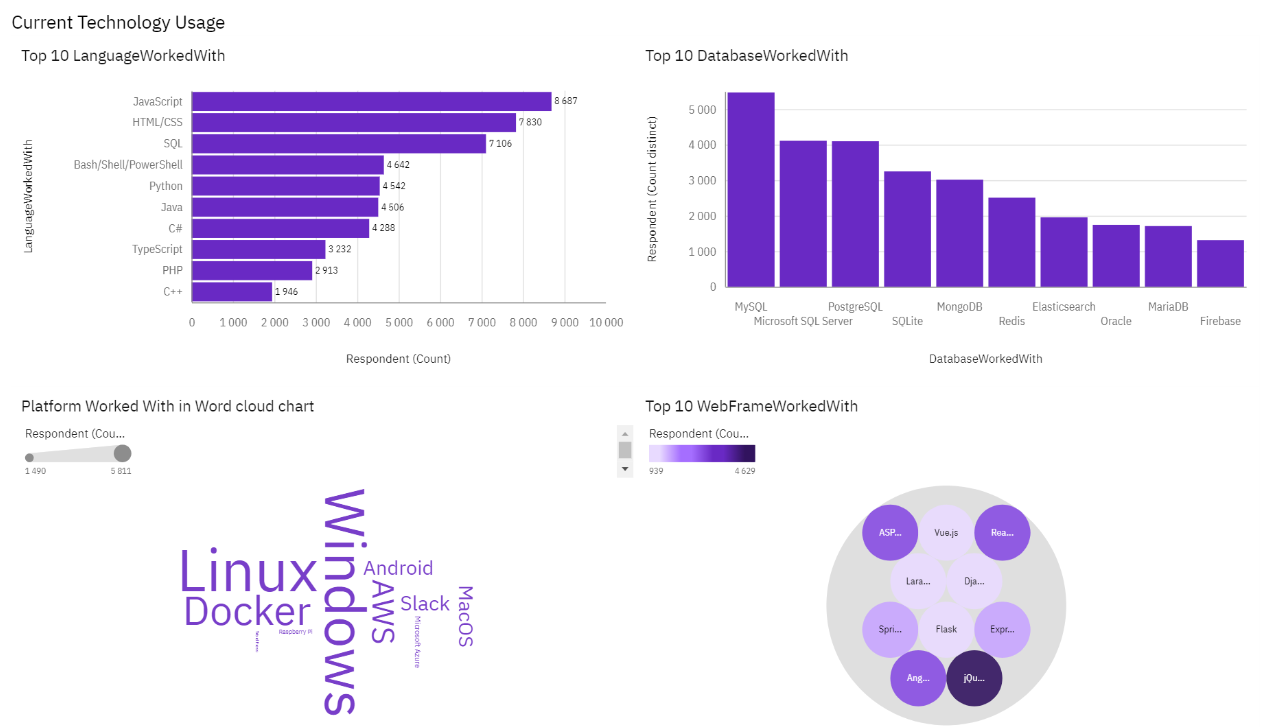 Current Technology Usage
Top 10 LanguageWorkedWith
LanguageWorkedWith
JavaScript 8 687
HTML/CSS 7 830
SQL 7 106
Bash/Shell/PowerShell 4 642
Python 4 542
Java 4 506
C# 4 288
TypeScript 3 232
PHP 2 913
C++ 1 946
0 1 000 2 000 3 000 4 000 5 000 6 000 7 000 8 000 9 000 10 000
Respondent (Count)
Top 10 DatabaseWorkedWith
Respondent (Count distinct)
5 000
4 000
3 000
2 000
1 000
0
MySQL PostgreSQL MongoDB Elasticsearch MariaDB
Microsoft SQL Server SQLite Redis Oracle Firebase
DatabaseWorkedWith
Platform Worked With in Word cloud chart
Respondent (Cou...
1 490 5 811
Windows
Linux
Android
Docker
AWS
Slack
MacOS
Microsoft Azure
Raspberry Pi
Top 10 WebFrameWorkedWith
Respondent (Cou...
939 4 629
ASP... Vue.js Rea...
Lara... Dja...
Spri... Flask Expr...
Ang... jQu...